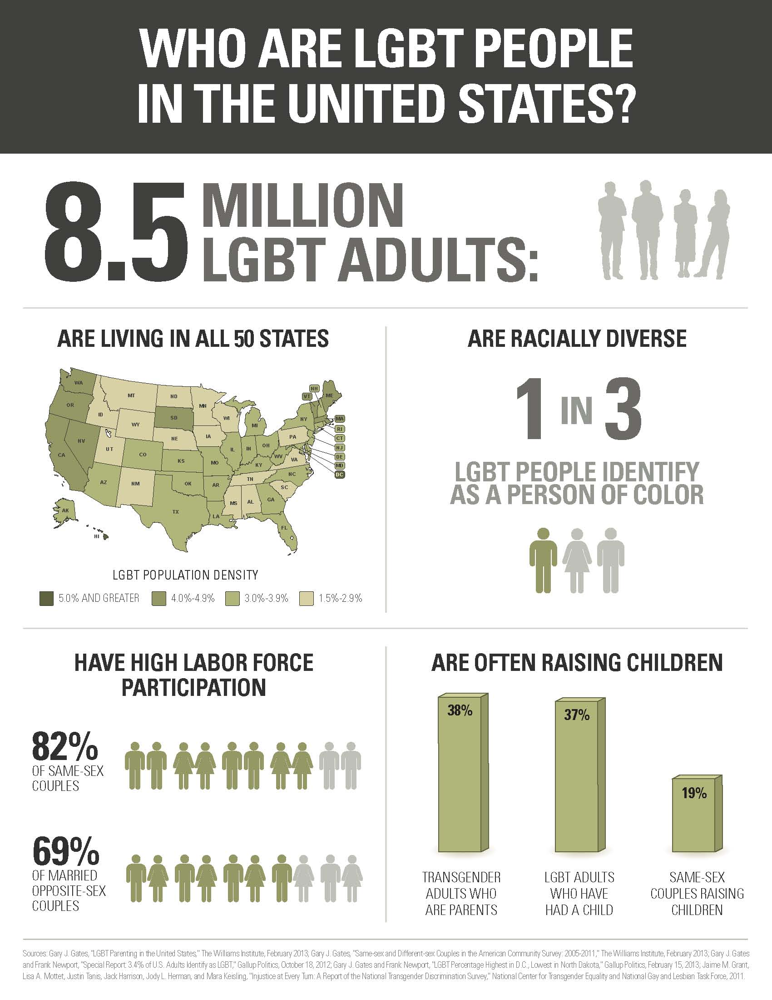 WHO ARE LGBT PEOPLE
IN THE UNITED STATES?
8.5 MILLION
LGBT ADULTS:
ARE LIVING IN ALL 50 STATES
WA
OR
CA
NV
ID
MT
WY
UT
AZ
CO
NM
ND
SD
NE
KS
OK
TX
MN
IA
MO
AR
LA
WI
IL
IN
MI
OH
KY
TN
MS
AL
GA
FL
SC
NC
VA
WV
PA
NY
VT
NH
ME
MA
RI
CT
NJ
DE
MD
DC
AK
HI
LGBT POPULATION DENSITY
5.0% AND GREATER
4.0%-4.9%
3.0%-3.9%
1.5%-2.9%
ARE RACIALLY DIVERSE
1 IN 3
LGBT PEOPLE IDENTIFY
AS A PERSON OF COLOR
HAVE HIGH LABOR FORCE
PARTICIPATION
82%
OF SAME-SEX
COUPLES
69%
OF MARRIED
OPPOSITE-SEX
COUPLES
ARE OFTEN RAISING CHILDREN
38%
TRANSGENDER
ADULTS WHO
ARE PARENTS
37%
LGBT ADULTS
WHO HAVE
HAD A CHILD
19%
SAME-SEX
COUPLES RAISING
CHILDREN
Sources: Gary J. Gates, "LGBT Parenting in the United States," The Williams Institute, February 2013; Gary J. Gates, "Same-sex and Different-sex Couples in the American Community Survey: 2005-2011," The Williams Institute, February 2013; Gary J. Gates
and Frank Newport, "Special Report: 3.4% of U.S. Adults Identify as LGBT," Gallup Politics, October 18, 2012; Gary J. Gates and Frank Newport, "LGBT Percentage Highest in D.C., Lowest in North Dakota," Gallup Politics, February 15, 2013; Jaime M. Grant,
Lisa A. Mottet, Justin Tanis, Jack Harrison, Jody L. Herman, and Mara Keisling, "Injustice at Every Turn: A Report of the National Transgender Discrimination Survey," National Center for Transgender Equality and National Gay and Lesbian Task Force, 2011.